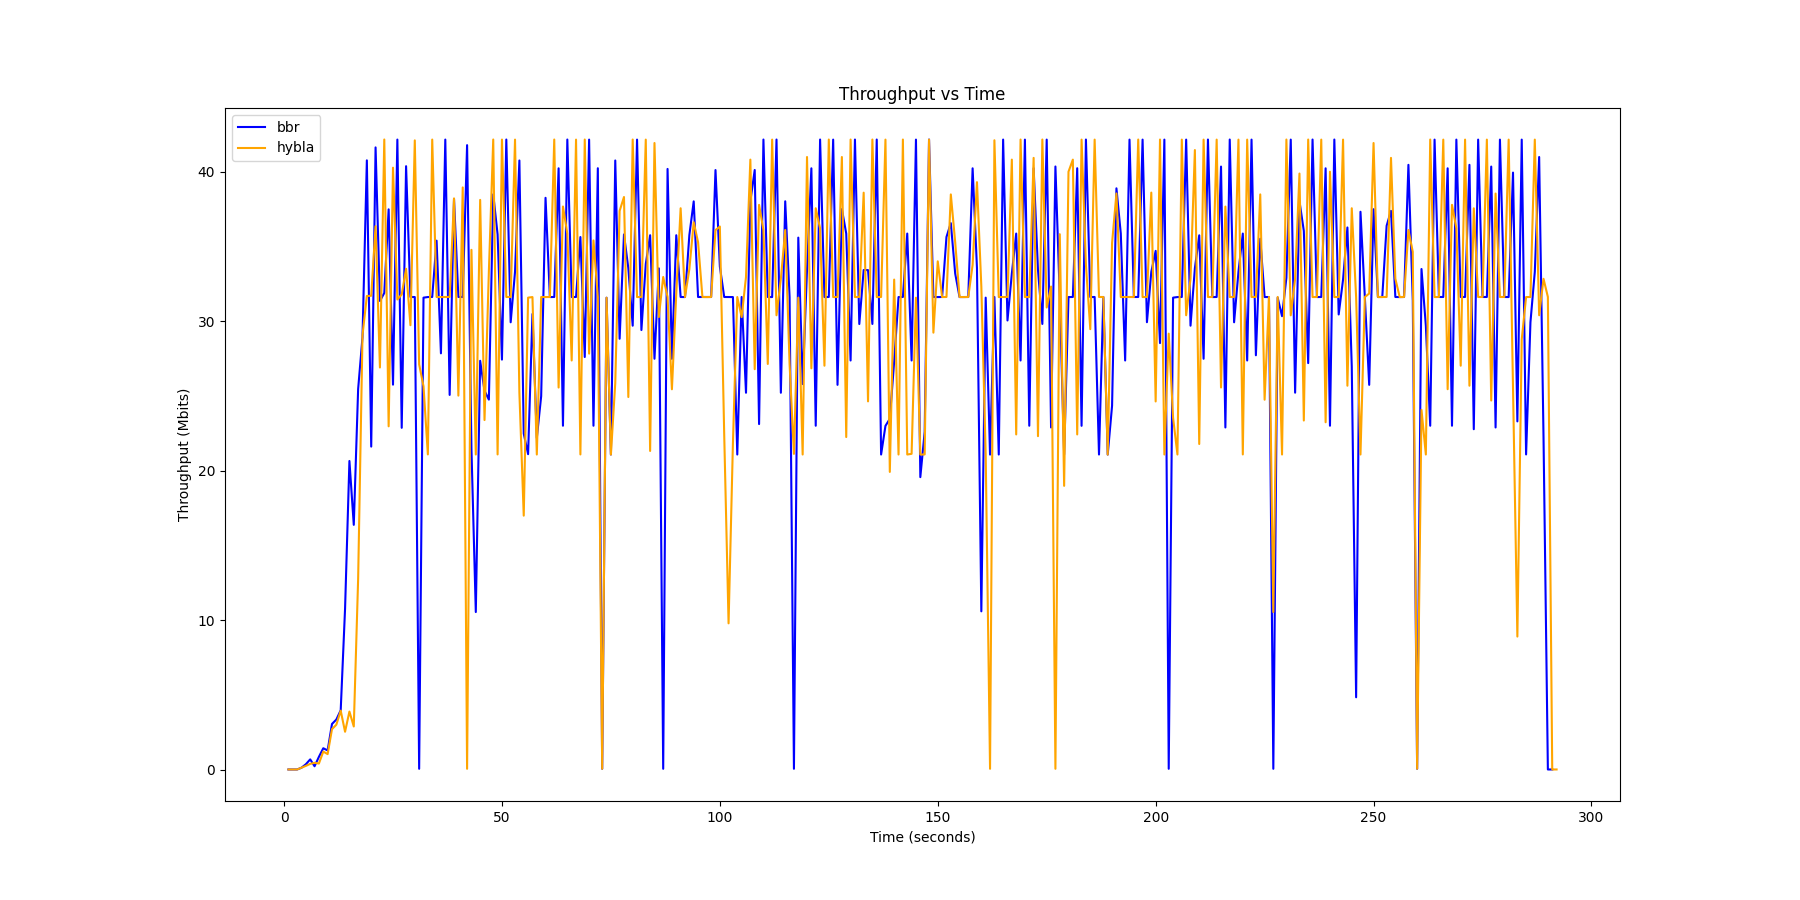 Throughput vs Time
bbr
hybla
Throughput (Mbits)
40
30
20
10
0
0 50 100 150 200 250 300
Time (seconds)